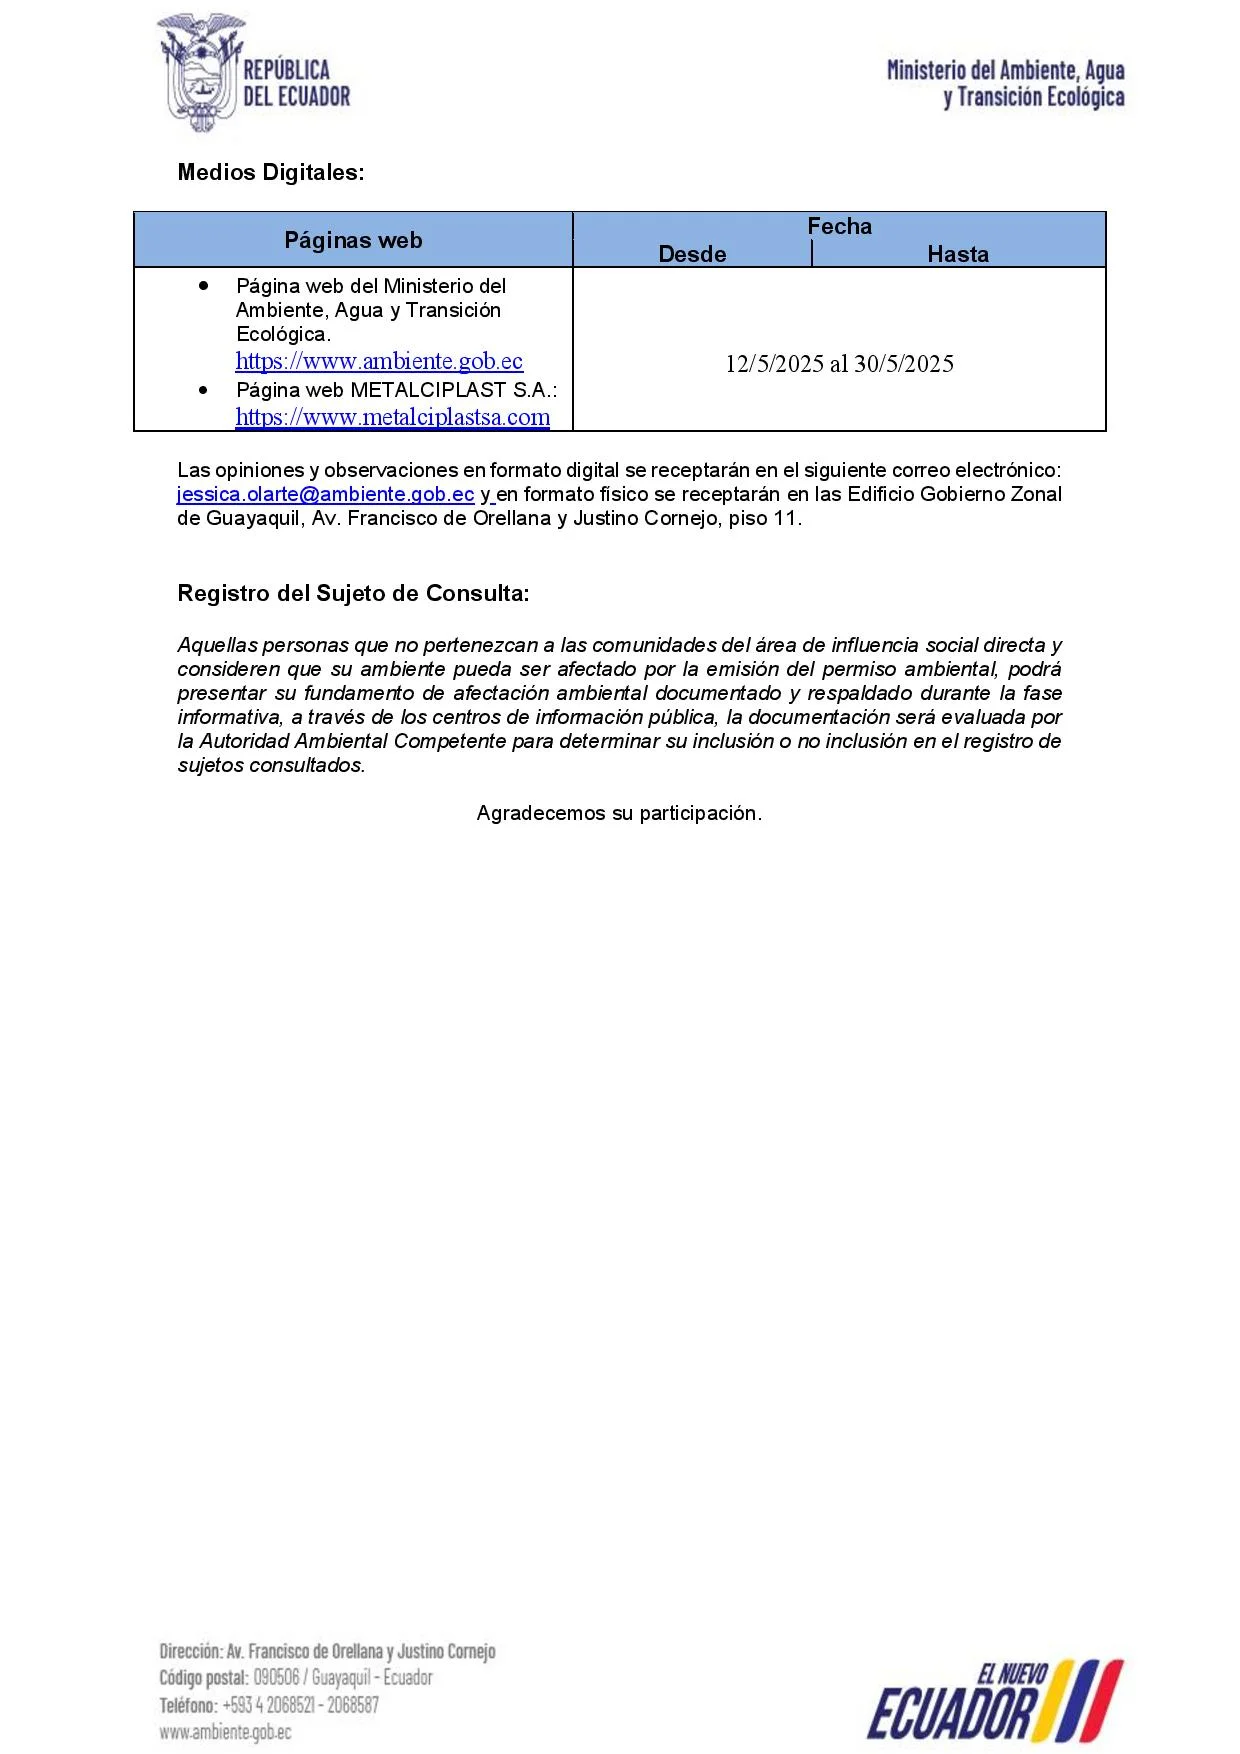 REPÚBLICA
DEL ECUADOR
Ministerio del Ambiente, Agua
y Transición Ecológica
Medios Digitales:
Páginas web
Fecha
Desde
Hasta
• Página web del Ministerio del
Ambiente, Agua y Transición
Ecológica.
https://www.ambiente.gob.ec
• Página web METALCIPLAST S.A.:
https://www.metalciplastsa.com
12/5/2025 al 30/5/2025
Las opiniones y observaciones en formato digital se receptarán en el siguiente correo electrónico:
jessica.olarte@ambiente.gob.ec y en formato físico se receptarán en las Edificio Gobierno Zonal
de Guayaquil, Av. Francisco de Orellana y Justino Cornejo, piso 11.
Registro del Sujeto de Consulta:
Aquellas personas que no pertenezcan a las comunidades del área de influencia social directa y
consideren que su ambiente pueda ser afectado por la emisión del permiso ambiental, podrá
presentar su fundamento de afectación ambiental documentado y respaldado durante la fase
informativa, a través de los centros de información pública, la documentación será evaluada por
la Autoridad Ambiental Competente para determinar su inclusión o no inclusión en el registro de
sujetos consultados.
Agradecemos su participación.
Dirección: Av. Francisco de Orellana y Justino Cornejo
Código postal: 090506 / Guayaquil - Ecuador
Teléfono: +593 4 2068521 - 2068587
www.ambiente.gob.ec
EL NUEVO
ECUADOR